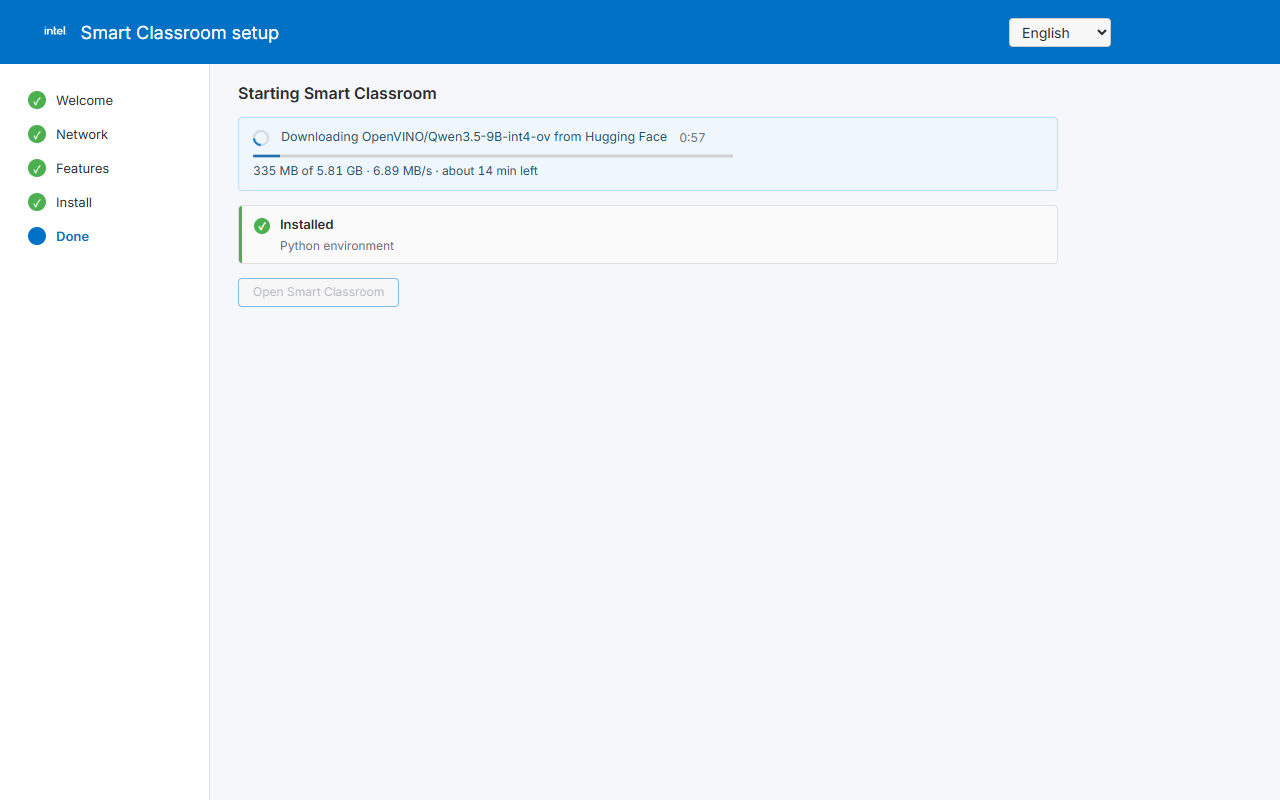 intel
Smart Classroom setup
English
Welcome
Network
Features
Install
Done
Starting Smart Classroom
Downloading OpenVINO/Qwen3.5-9B-int4-ov from Hugging Face 0:57
335 MB of 5.81 GB · 6.89 MB/s · about 14 min left
Installed
Python environment
Open Smart Classroom